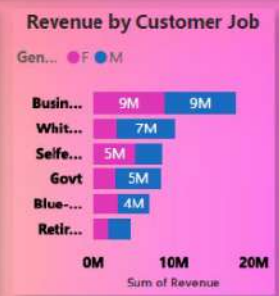 Revenue by Customer Job
Gen... F M
Busin... 9M 9M
Whit... 7M
Selfe... 5M
Govt 5M
Blue-... 4M
Retir...
0M 10M 20M
Sum of Revenue